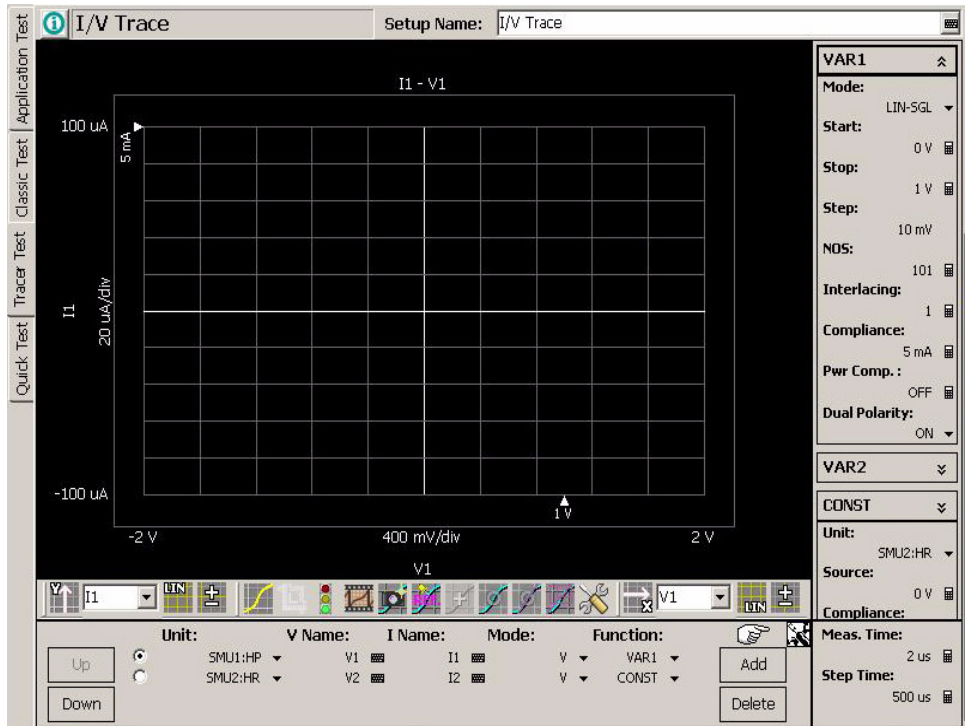 I/V Trace
Setup Name: I/V Trace
Application Test
Classic Test
Tracer Test
Quick Test
I1 - V1
100 uA
5 mA
I1
20 uA/div
-100 uA
1 V
-2 V
400 mV/div
2 V
V1
VAR1
Mode:
LIN-SGL
Start:
0 V
Stop:
1 V
Step:
10 mV
NOS:
101
Interlacing:
1
Compliance:
5 mA
Pwr Comp. :
OFF
Dual Polarity:
ON
VAR2
CONST
Unit:
SMU2:HR
Source:
0 V
Compliance:
Y I1 LIN
X V1 LIN
Unit: V Name: I Name: Mode: Function:
Up SMU1:HP V1 I1 V VAR1 Add
Down SMU2:HR V2 I2 V CONST Delete
Meas. Time:
2 us
Step Time:
500 us